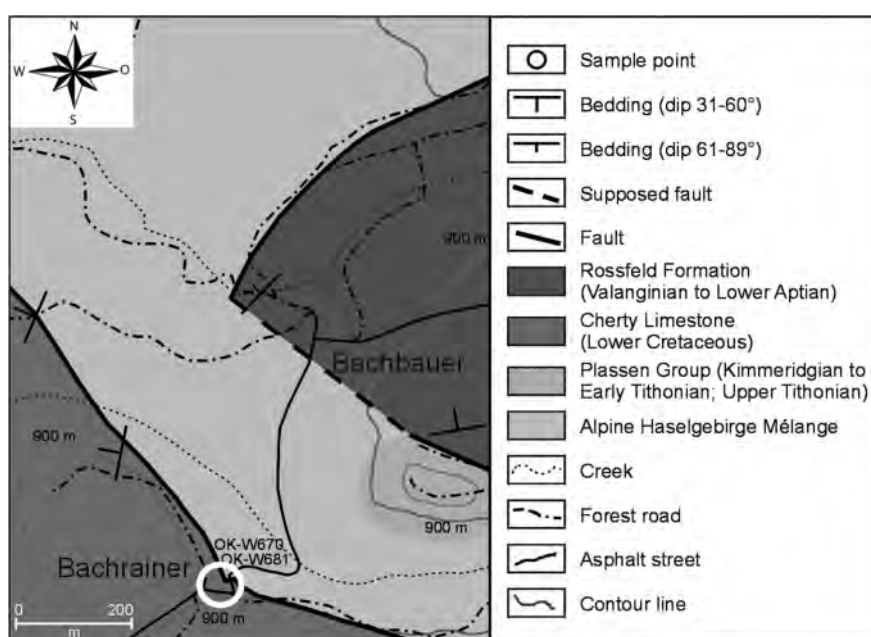 N
W
O
S
900 m
Bachbauer
900 m
900 m
OK-W670
OK-W681
Bachrainer
900 m
0
200
m
Sample point
Bedding (dip 31-60°)
Bedding (dip 61-89°)
Supposed fault
Fault
Rossfeld Formation
(Valanginian to Lower Aptian)
Cherty Limestone
(Lower Cretaceous)
Plassen Group (Kimmeridgian to
Early Tithonian; Upper Tithonian)
Alpine Haselgebirge Mélange
Creek
Forest road
Asphalt street
Contour line